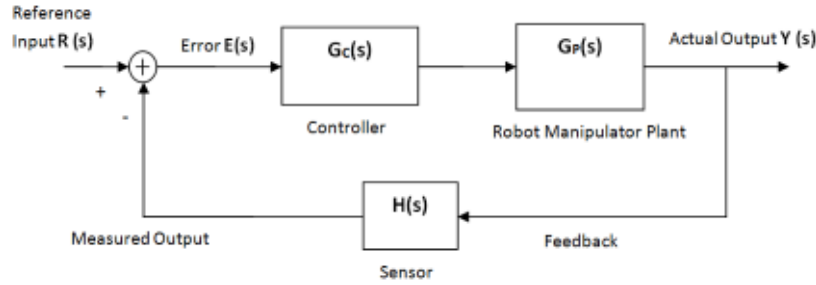 Reference
Input R (s)
Error E(s)
Gc(s)
GP(s)
Actual Output Y (s)
+
+
-
Controller
Robot Manipulator Plant
H(s)
Measured Output
Feedback
Sensor